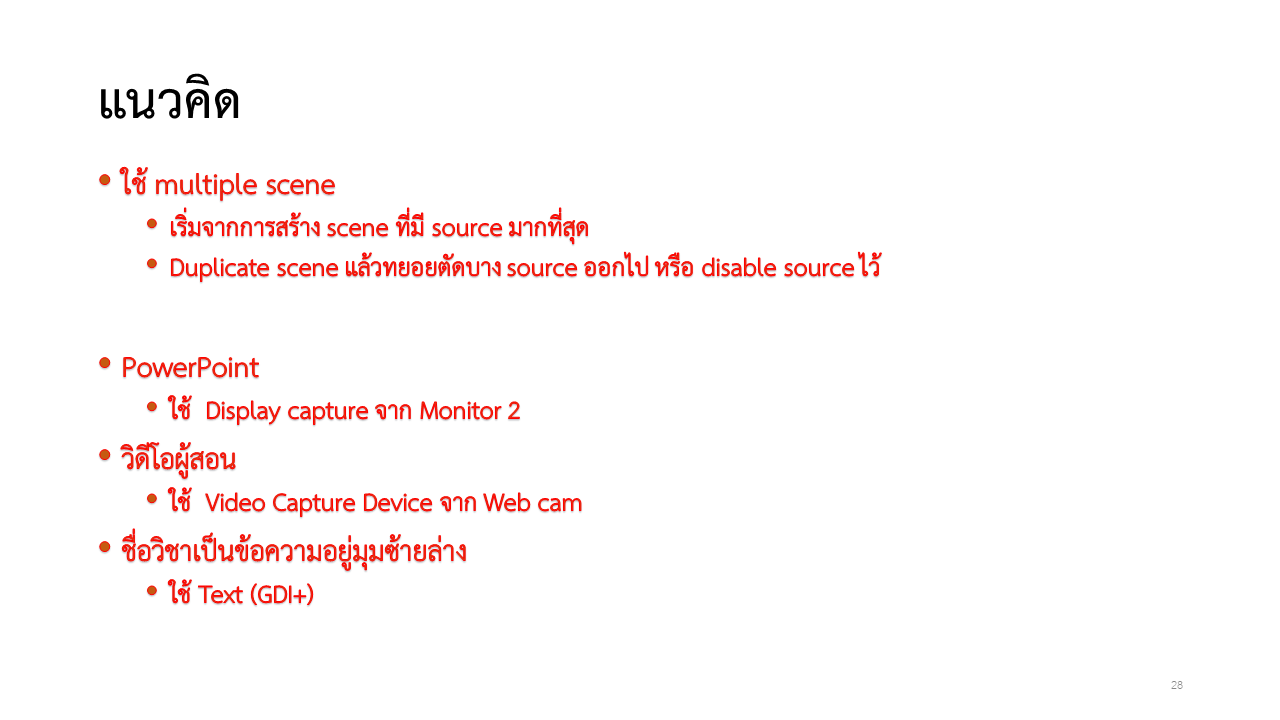 แนวคิด
• ใช้ multiple scene
• เริ่มจากการสร้าง scene ที่มี source มากที่สุด
• Duplicate scene แล้วทยอยตัดบาง source ออกไป หรือ disable source ไว้
• PowerPoint
• ใช้ Display capture จาก Monitor 2
• วิดีโอผู้สอน
• ใช้ Video Capture Device จาก Web cam
• ชื่อวิชาเป็นข้อความอยู่มุมซ้ายล่าง
• ใช้ Text (GDI+)
28